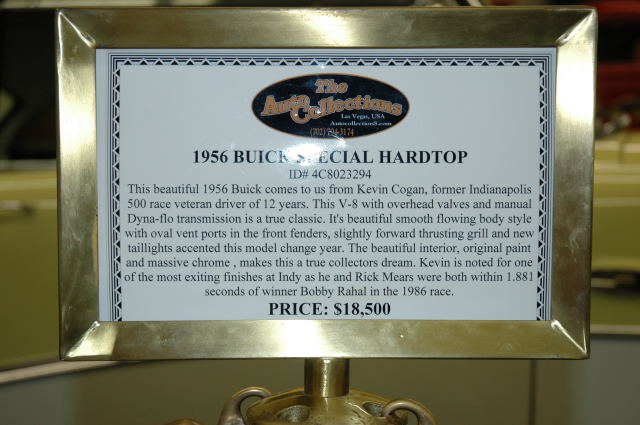 The
Auto
Collections
Las Vegas, USA
Autocollections.com
(702) 794-3174
1956 BUICK SPECIAL HARDTOP
ID# 4C8023294
This beautiful 1956 Buick comes to us from Kevin Cogan, former Indianapolis
500 race veteran driver of 12 years. This V-8 with overhead valves and manual
Dyna-flo transmission is a true classic. It's beautiful smooth flowing body style
with oval vent ports in the front fenders, slightly forward thrusting grill and new
taillights accented this model change year. The beautiful interior, original paint
and massive chrome , makes this a true collectors dream. Kevin is noted for one
of the most exiting finishes at Indy as he and Rick Mears were both within 1.881
seconds of winner Bobby Rahal in the 1986 race.
PRICE: $18,500